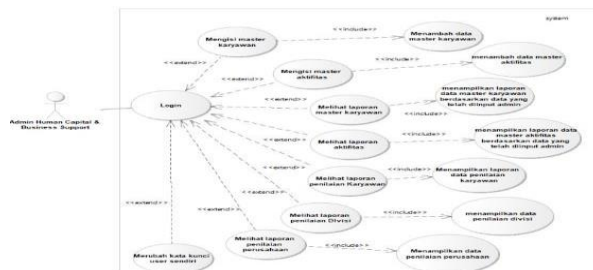 system
Mengisi master
karyawan
<<include>>
Menambah data
master karyawan
<<extend>>
Mengisi master
aktifitas
<<include>>
menambah data master
aktifitas
<<extend>>
Login
Admin Human Capital &
Business Support
<<extend>>
Melihat laporan
master karyawan
menampilkan laporan
data master karyawan
berdasarkan data yang
telah diinput admin
<<include>>
<<extend>>
Melihat laporan
aktifitas
<<include>>
menampilkan laporan data
master aktifitas
berdasarkan data yang
telah diinput admin
<<extend>>
Melihat laporan
penilaian Karyawan
<<include>>
Menampilkan laporan
data penilaian
karyawan
<<extend>>
Melihat laporan
penilaian Divisi
<<include>>
menampilkan data
penilaian divisi
<<extend>>
Melihat laporan
penilaian perusahaan
<<include>>
Menampilkan data
penilaian perusahaan
<<extend>>
Merubah kata kunci
user sendiri